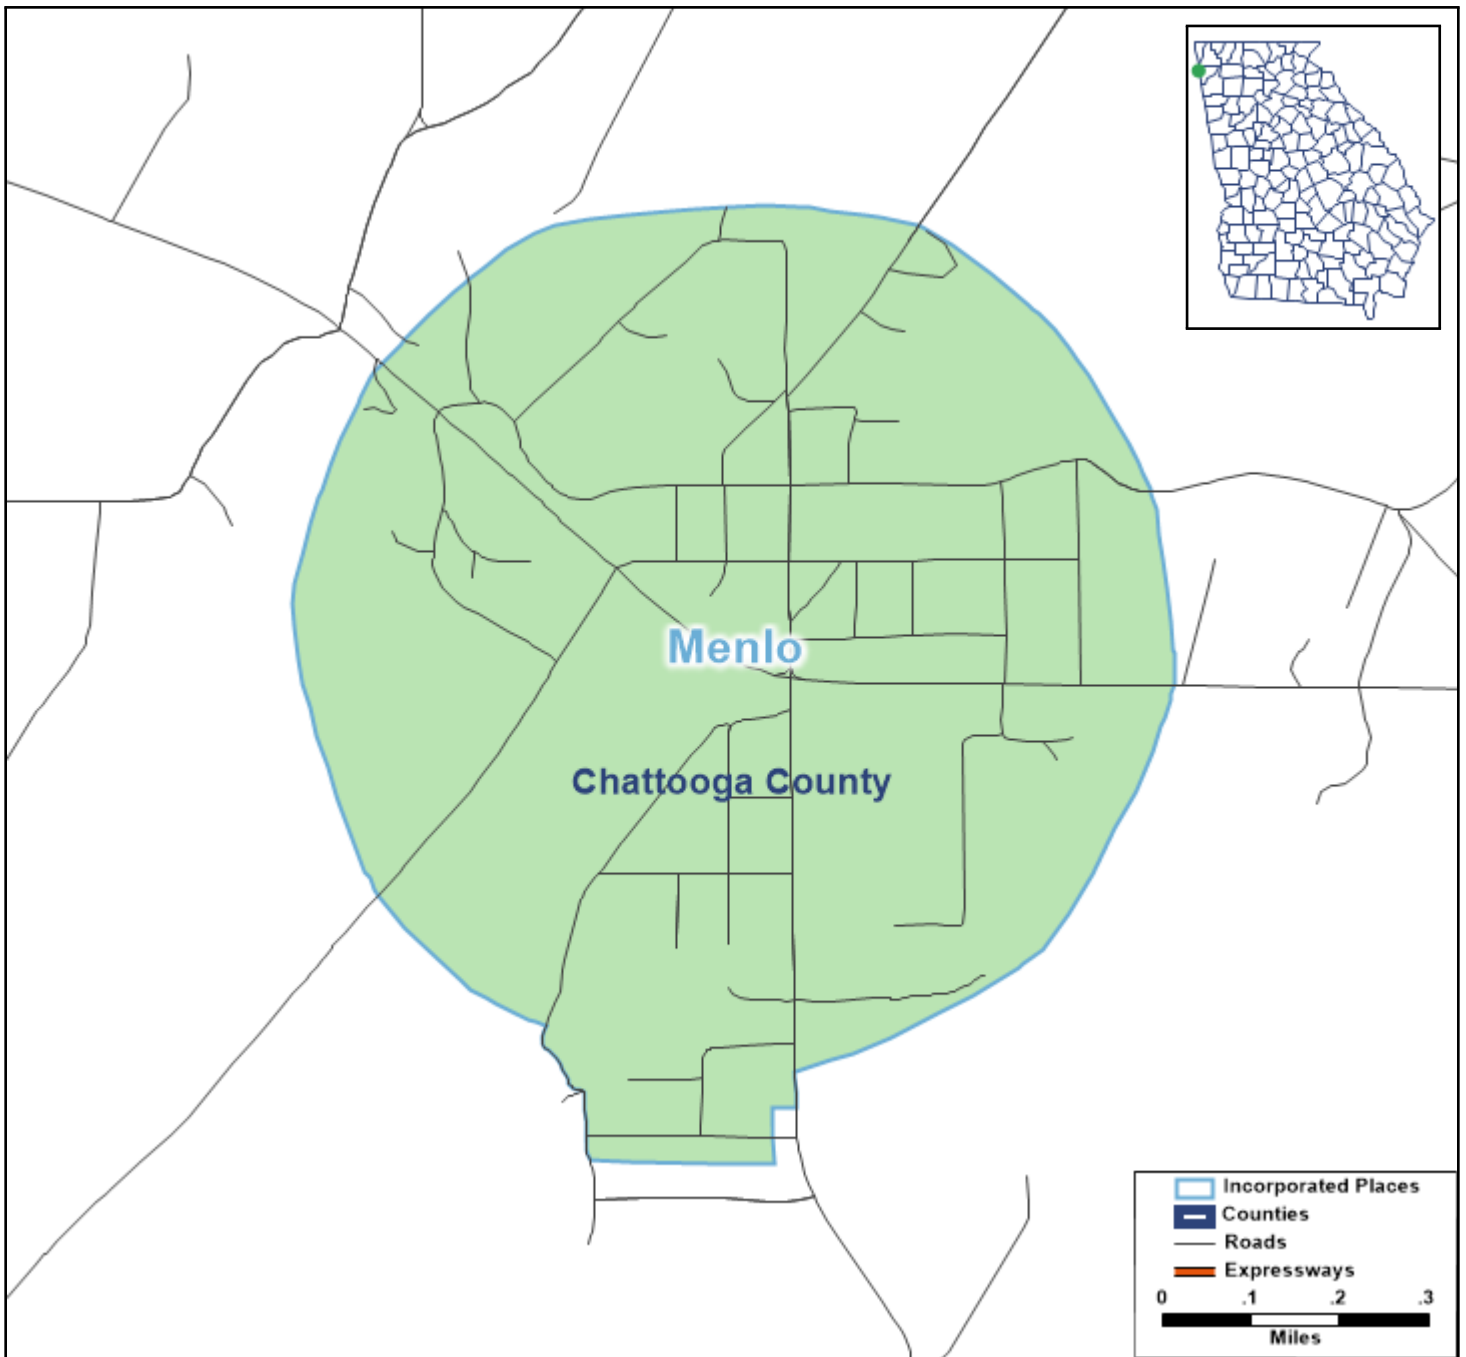 Menlo
Chattooga County
Incorporated Places
Counties
Roads
Expressways
0 .1 .2 .3
Miles